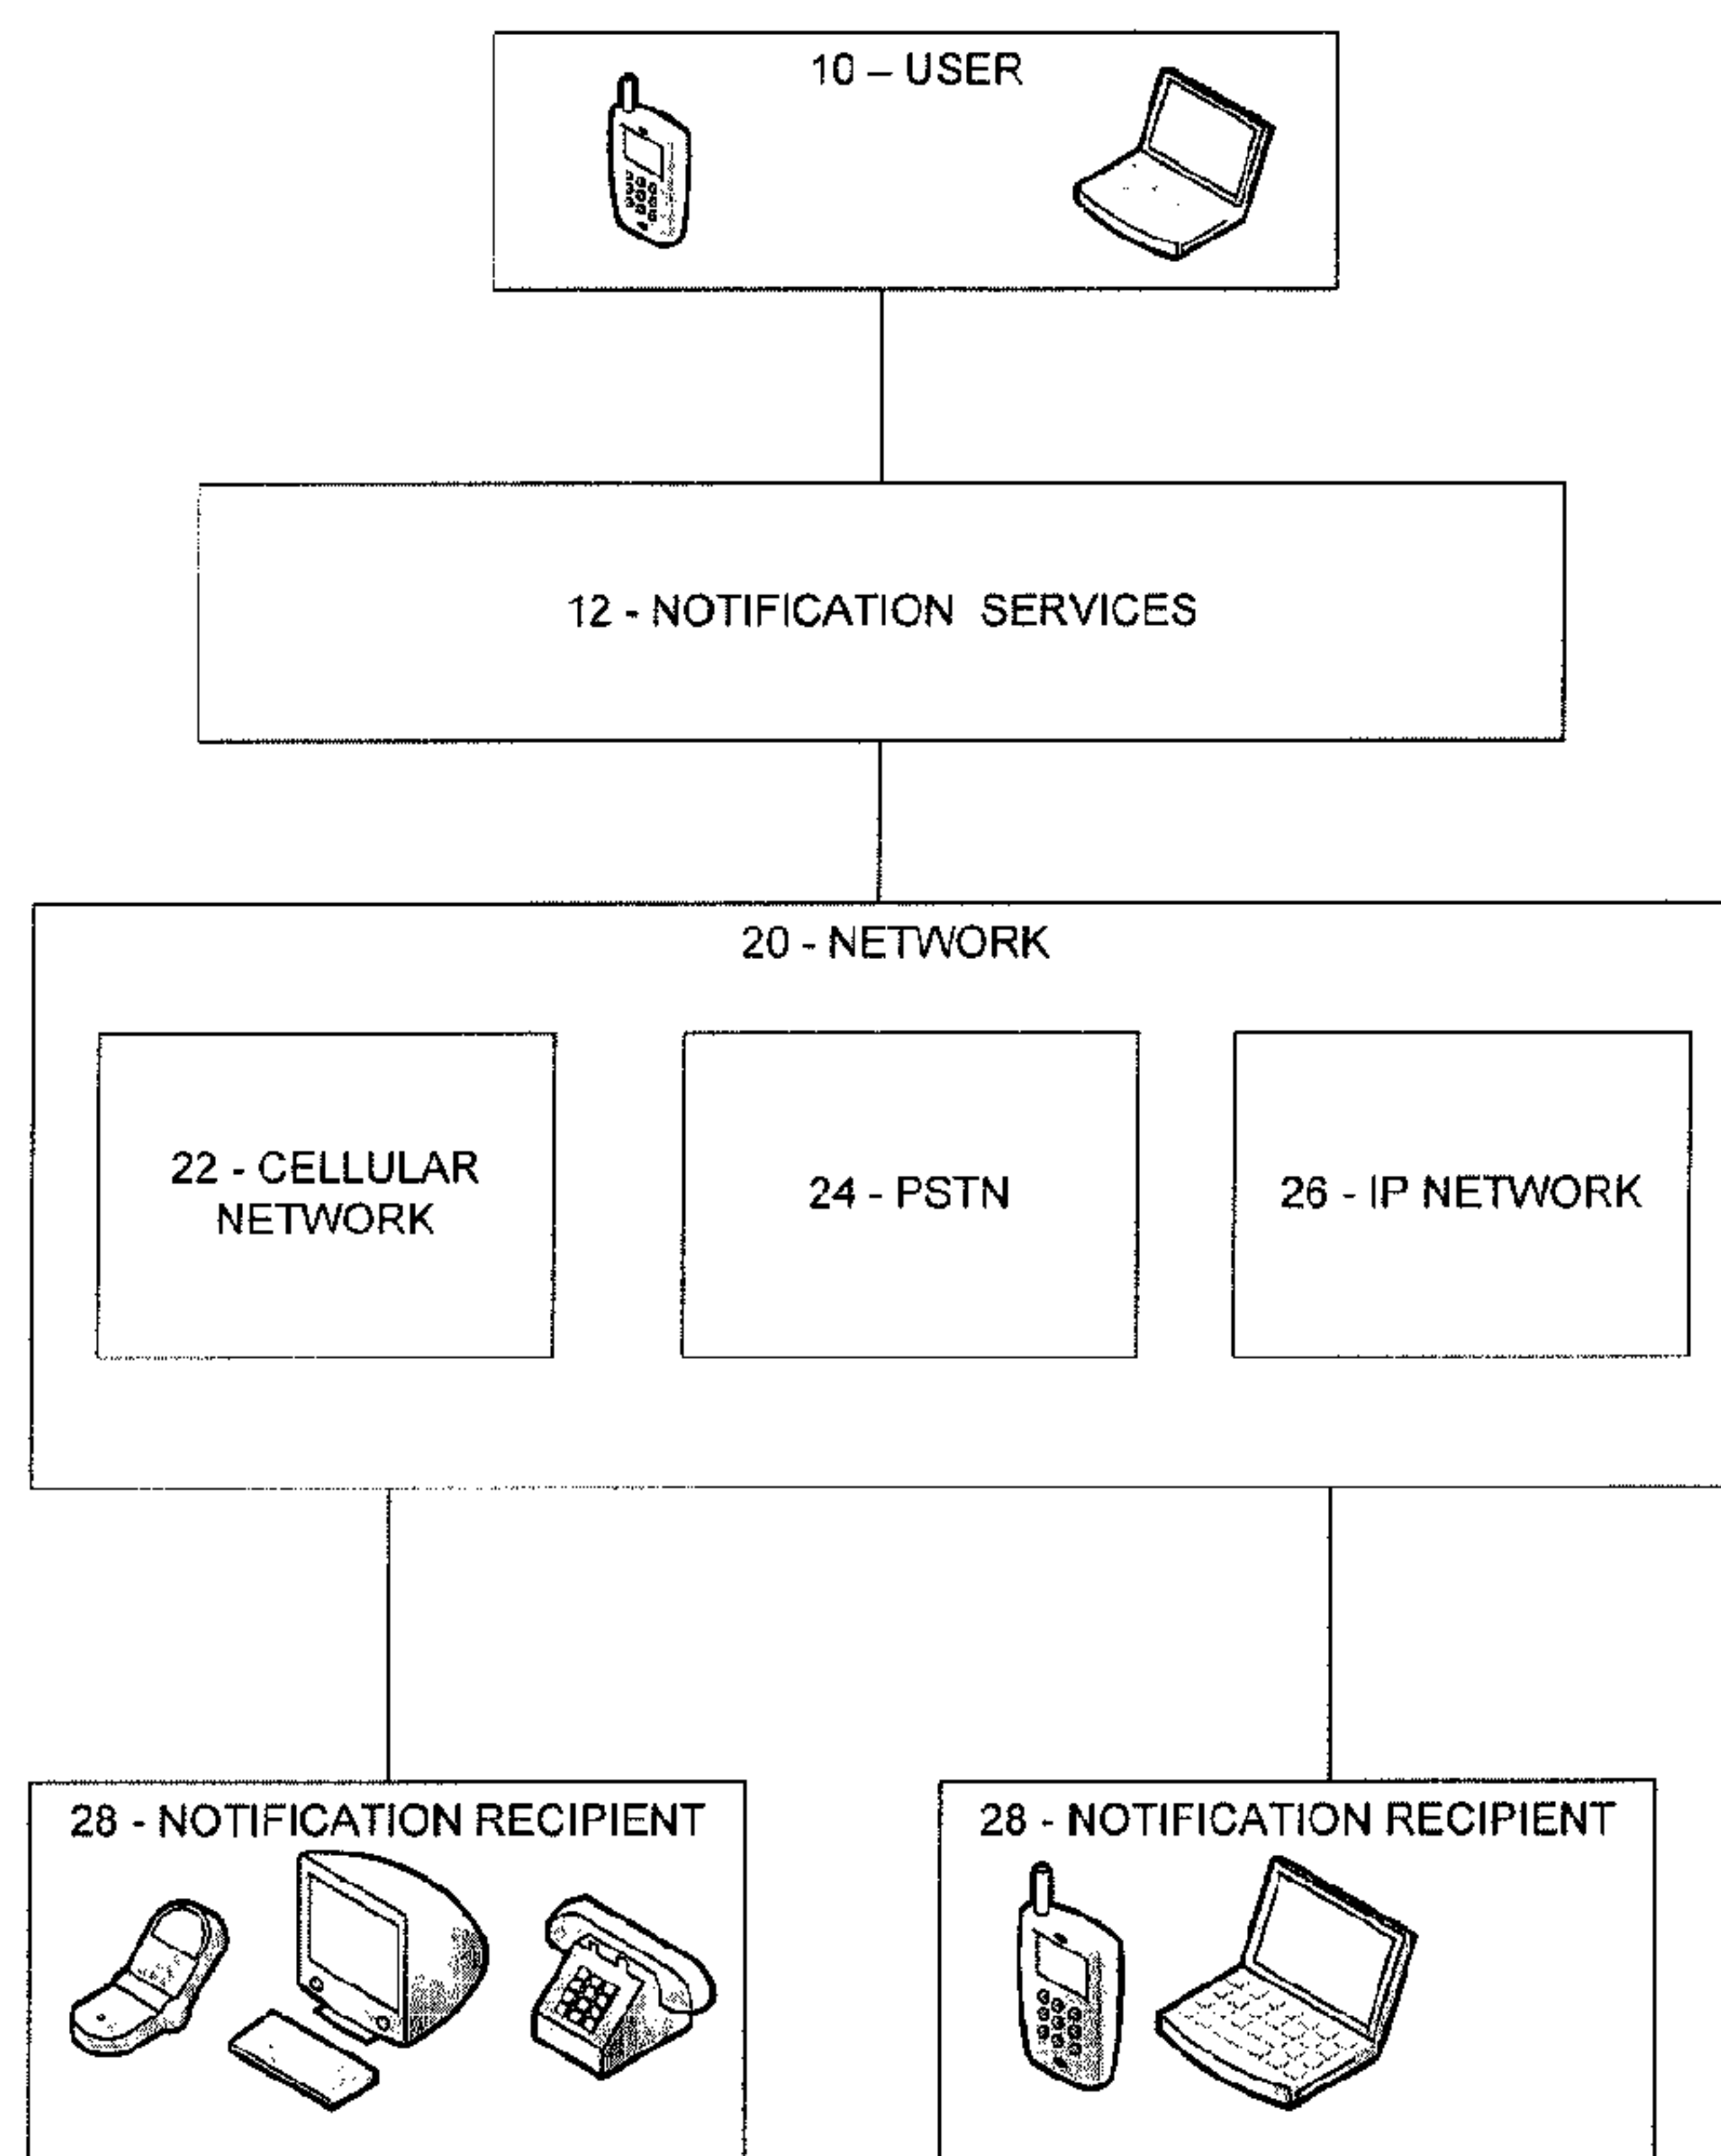 10 – USER
12 - NOTIFICATION SERVICES
20 - NETWORK
22 - CELLULAR
NETWORK
24 - PSTN
26 - IP NETWORK
28 - NOTIFICATION RECIPIENT
28 - NOTIFICATION RECIPIENT